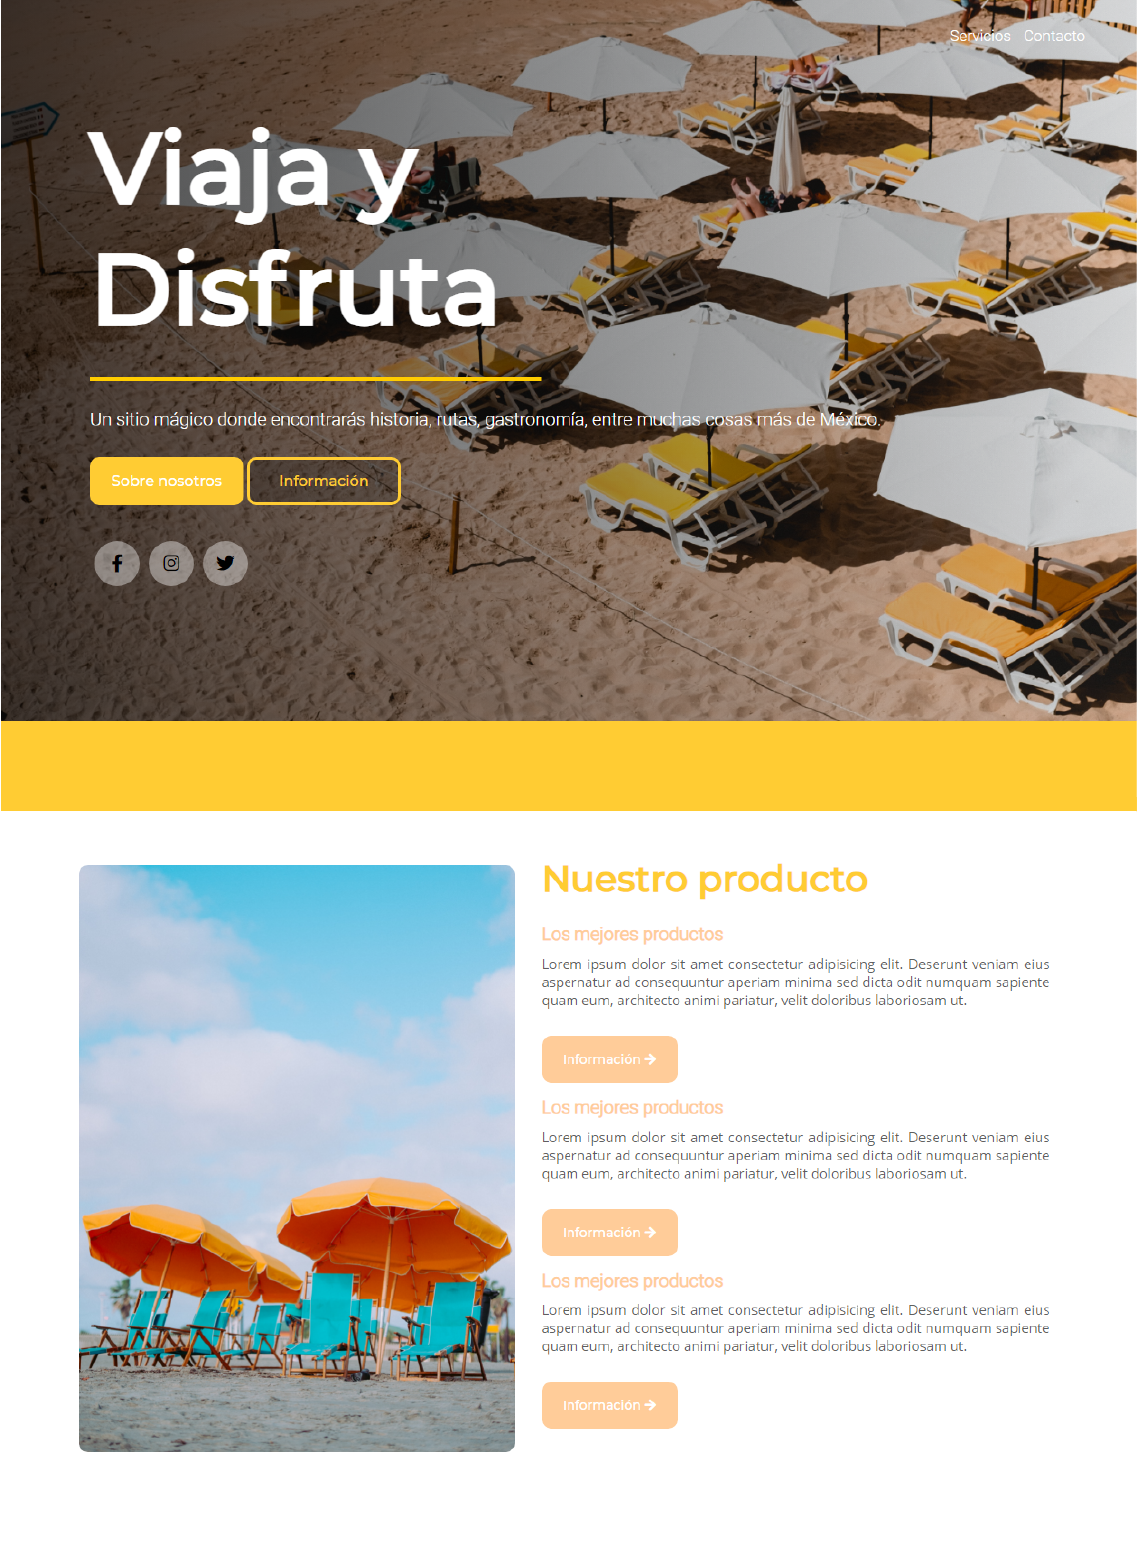 Servicios Contacto
Viaja y
Disfruta
Un sitio mágico donde encontrarás historia, rutas, gastronomía, entre muchas cosas más de México.
Sobre nosotros Información
Nuestro producto
Los mejores productos
Lorem ipsum dolor sit amet consectetur adipisicing elit. Deserunt veniam eius
aspernatur ad consequuntur aperiam minima sed dicta odit numquam sapiente
quam eum, architecto animi pariatur, velit doloribus laboriosam ut.
Información →
Los mejores productos
Lorem ipsum dolor sit amet consectetur adipisicing elit. Deserunt veniam eius
aspernatur ad consequuntur aperiam minima sed dicta odit numquam sapiente
quam eum, architecto animi pariatur, velit doloribus laboriosam ut.
Información →
Los mejores productos
Lorem ipsum dolor sit amet consectetur adipisicing elit. Deserunt veniam eius
aspernatur ad consequuntur aperiam minima sed dicta odit numquam sapiente
quam eum, architecto animi pariatur, velit doloribus laboriosam ut.
Información →